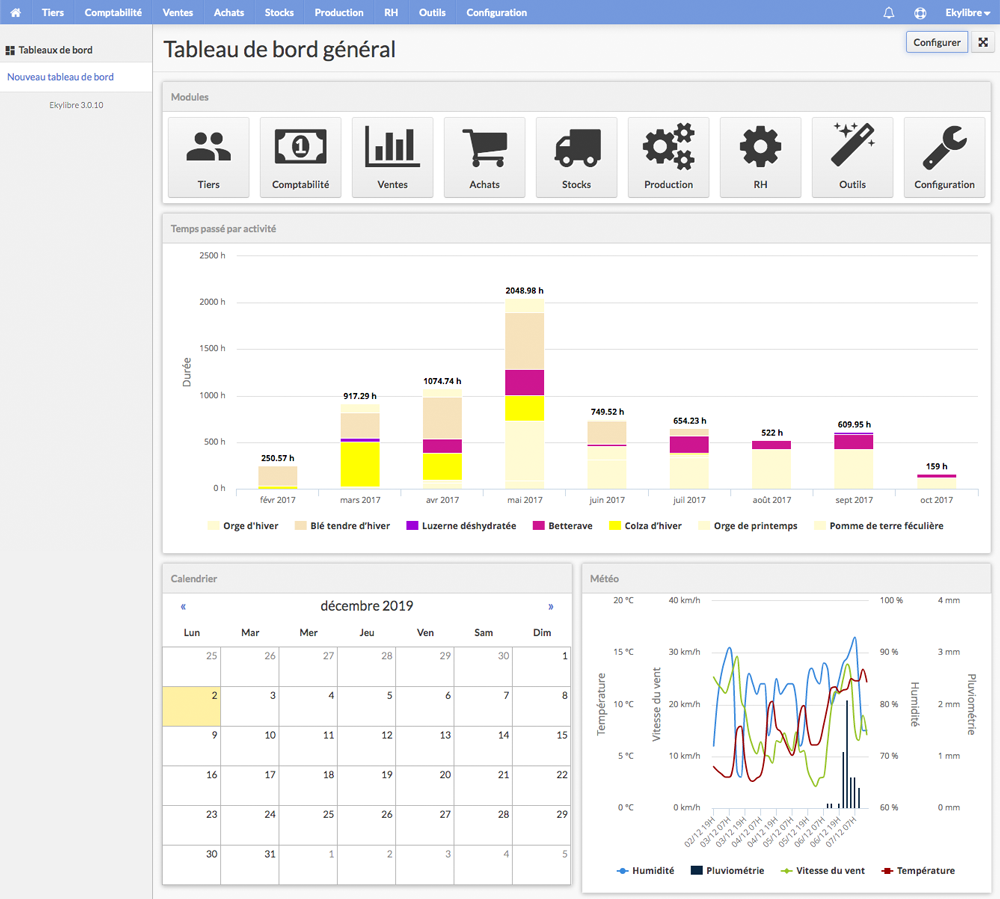 Tiers Comptabilité Ventes Achats Stocks Production RH Outils Configuration Ekylibre
Tableaux de bord
Nouveau tableau de bord
Ekylibre 3.0.10
Tableau de bord général
Configurer
Modules
Tiers Comptabilité Ventes Achats Stocks Production RH Outils Configuration
Temps passé par activité
2500 h
2000 h
1500 h
1000 h
500 h
0 h
Durée
250.57 h
917.29 h
1074.74 h
2048.98 h
749.52 h
654.23 h
522 h
609.95 h
159 h
févr 2017 mars 2017 avr 2017 mai 2017 juin 2017 juil 2017 août 2017 sept 2017 oct 2017
Orge d'hiver Blé tendre d'hiver Luzerne déshydratée Betterave Colza d'hiver Orge de printemps Pomme de terre féculière
Calendrier
« décembre 2019 »
Lun Mar Mer Jeu Ven Sam Dim
25 26 27 28 29 30 1
2 3 4 5 6 7 8
9 10 11 12 13 14 15
16 17 18 19 20 21 22
23 24 25 26 27 28 29
30 31 1 2 3 4 5
Météo
20 °C 40 km/h 100 % 4 mm
15 °C 30 km/h 90 % 3 mm
10 °C 20 km/h 80 % 2 mm
5 °C 10 km/h 70 % 1 mm
0 °C 0 km/h 60 % 0 mm
Température
Vitesse du vent
Humidité
Pluviométrie
02/12 19H
03/12 07H
03/12 19H
04/12 07H
04/12 19H
05/12 07H
05/12 19H
06/12 07H
06/12 19H
07/12 07H
Humidité Pluviométrie Vitesse du vent Température